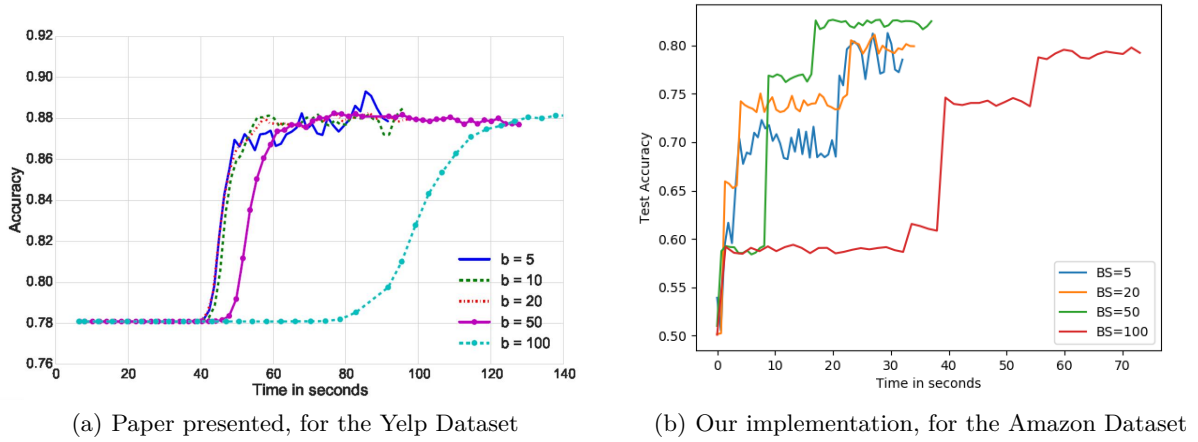 0.92
0.90
0.88
0.86
0.84
0.82
0.80
0.78
0.76
Accuracy
0 20 40 60 80 100 120 140
Time in seconds
b = 5
b = 10
b = 20
b = 50
b = 100
(a) Paper presented, for the Yelp Dataset
0.80
0.75
0.70
0.65
0.60
0.55
0.50
Test Accuracy
0 10 20 30 40 50 60 70
Time in seconds
BS=5
BS=20
BS=50
BS=100
(b) Our implementation, for the Amazon Dataset